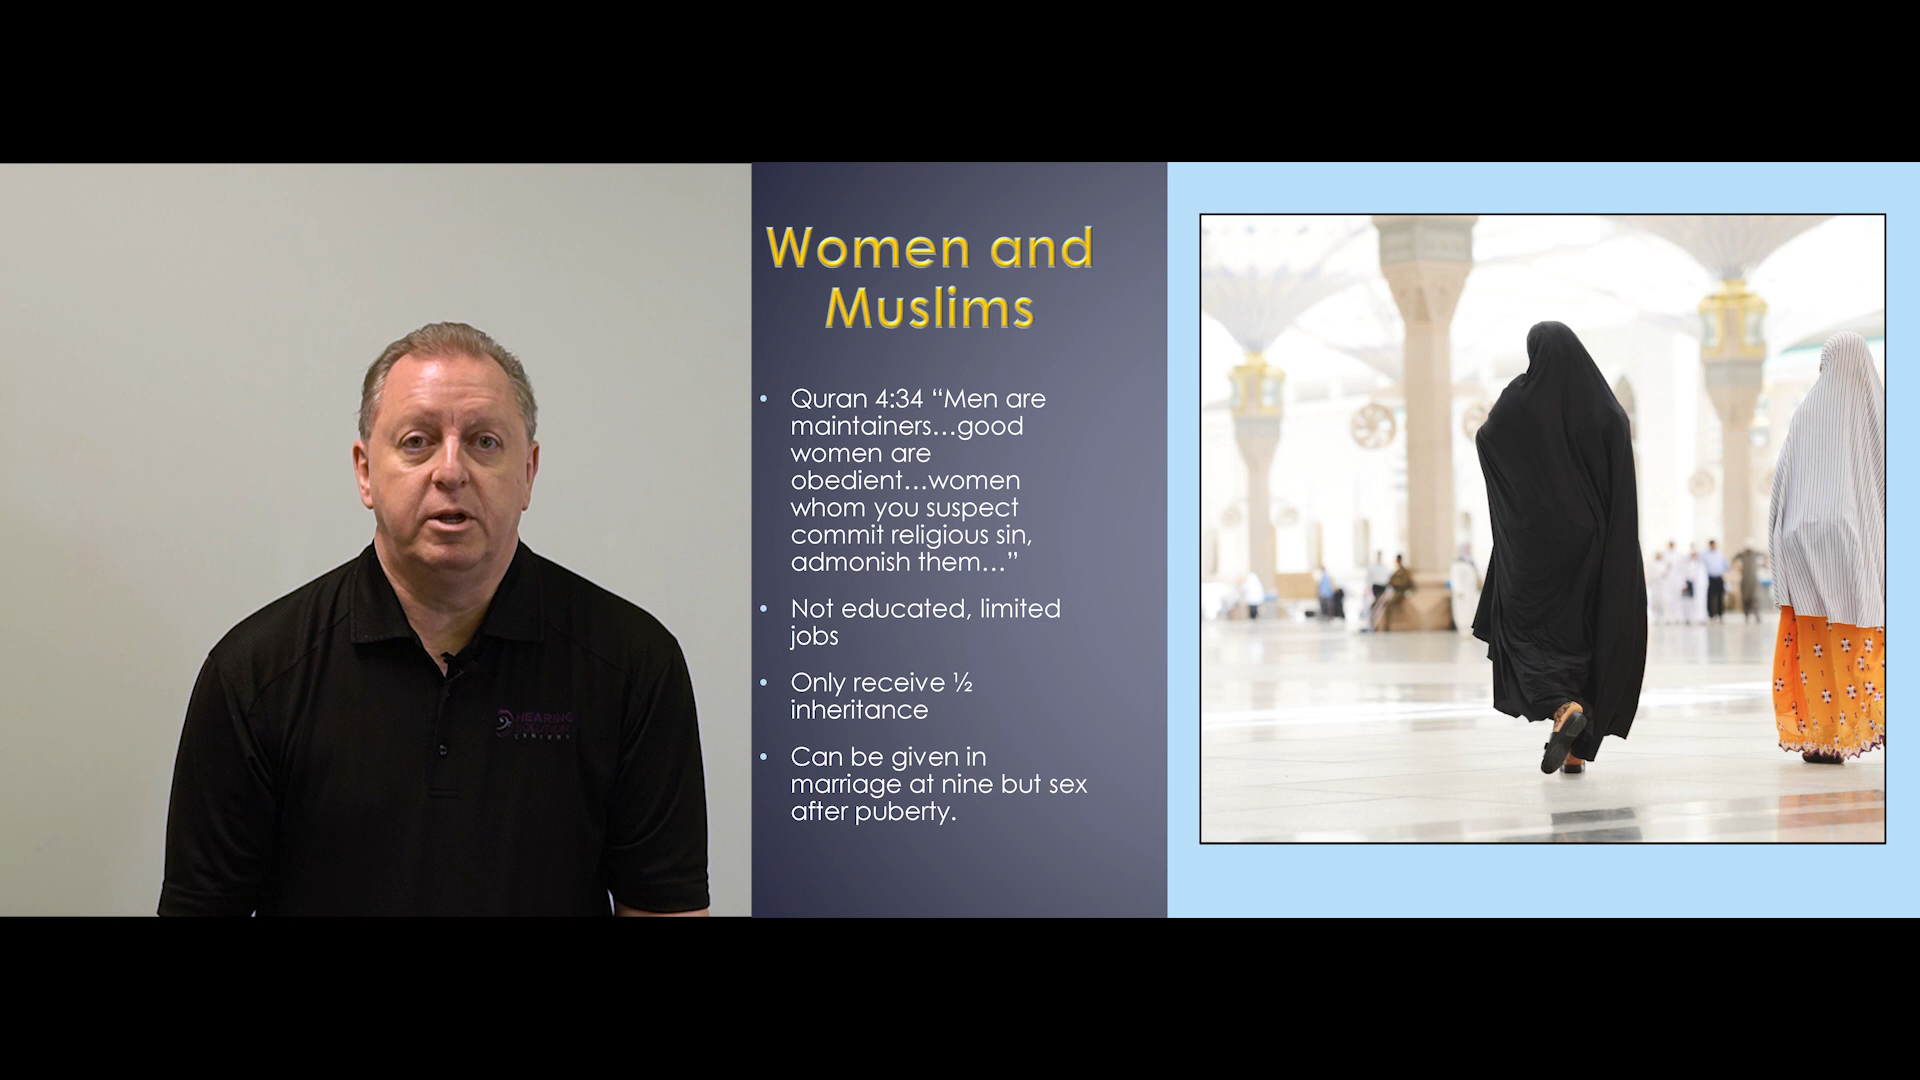 HEARING
CENTERS
Women and
Muslims
• Quran 4:34 “Men are
maintainers…good
women are
obedient…women
whom you suspect
commit religious sin,
admonish them…”
• Not educated, limited
jobs
• Only receive ½
inheritance
• Can be given in
marriage at nine but sex
after puberty.